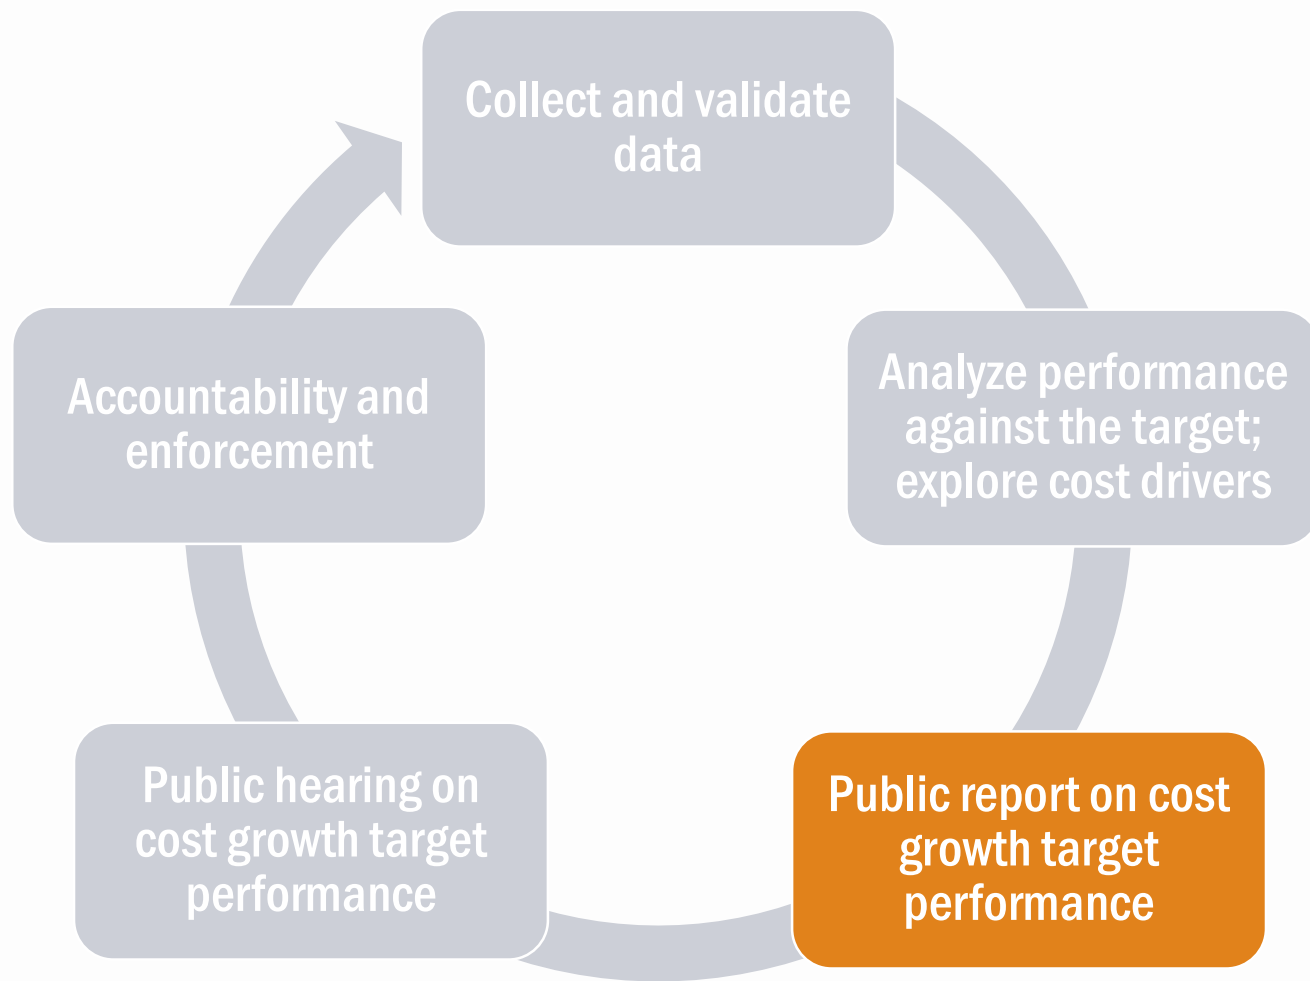 Collect and validate
data
Analyze performance
against the target;
explore cost drivers
Public report on cost
growth target
performance
Public hearing on
cost growth target
performance
Accountability and
enforcement